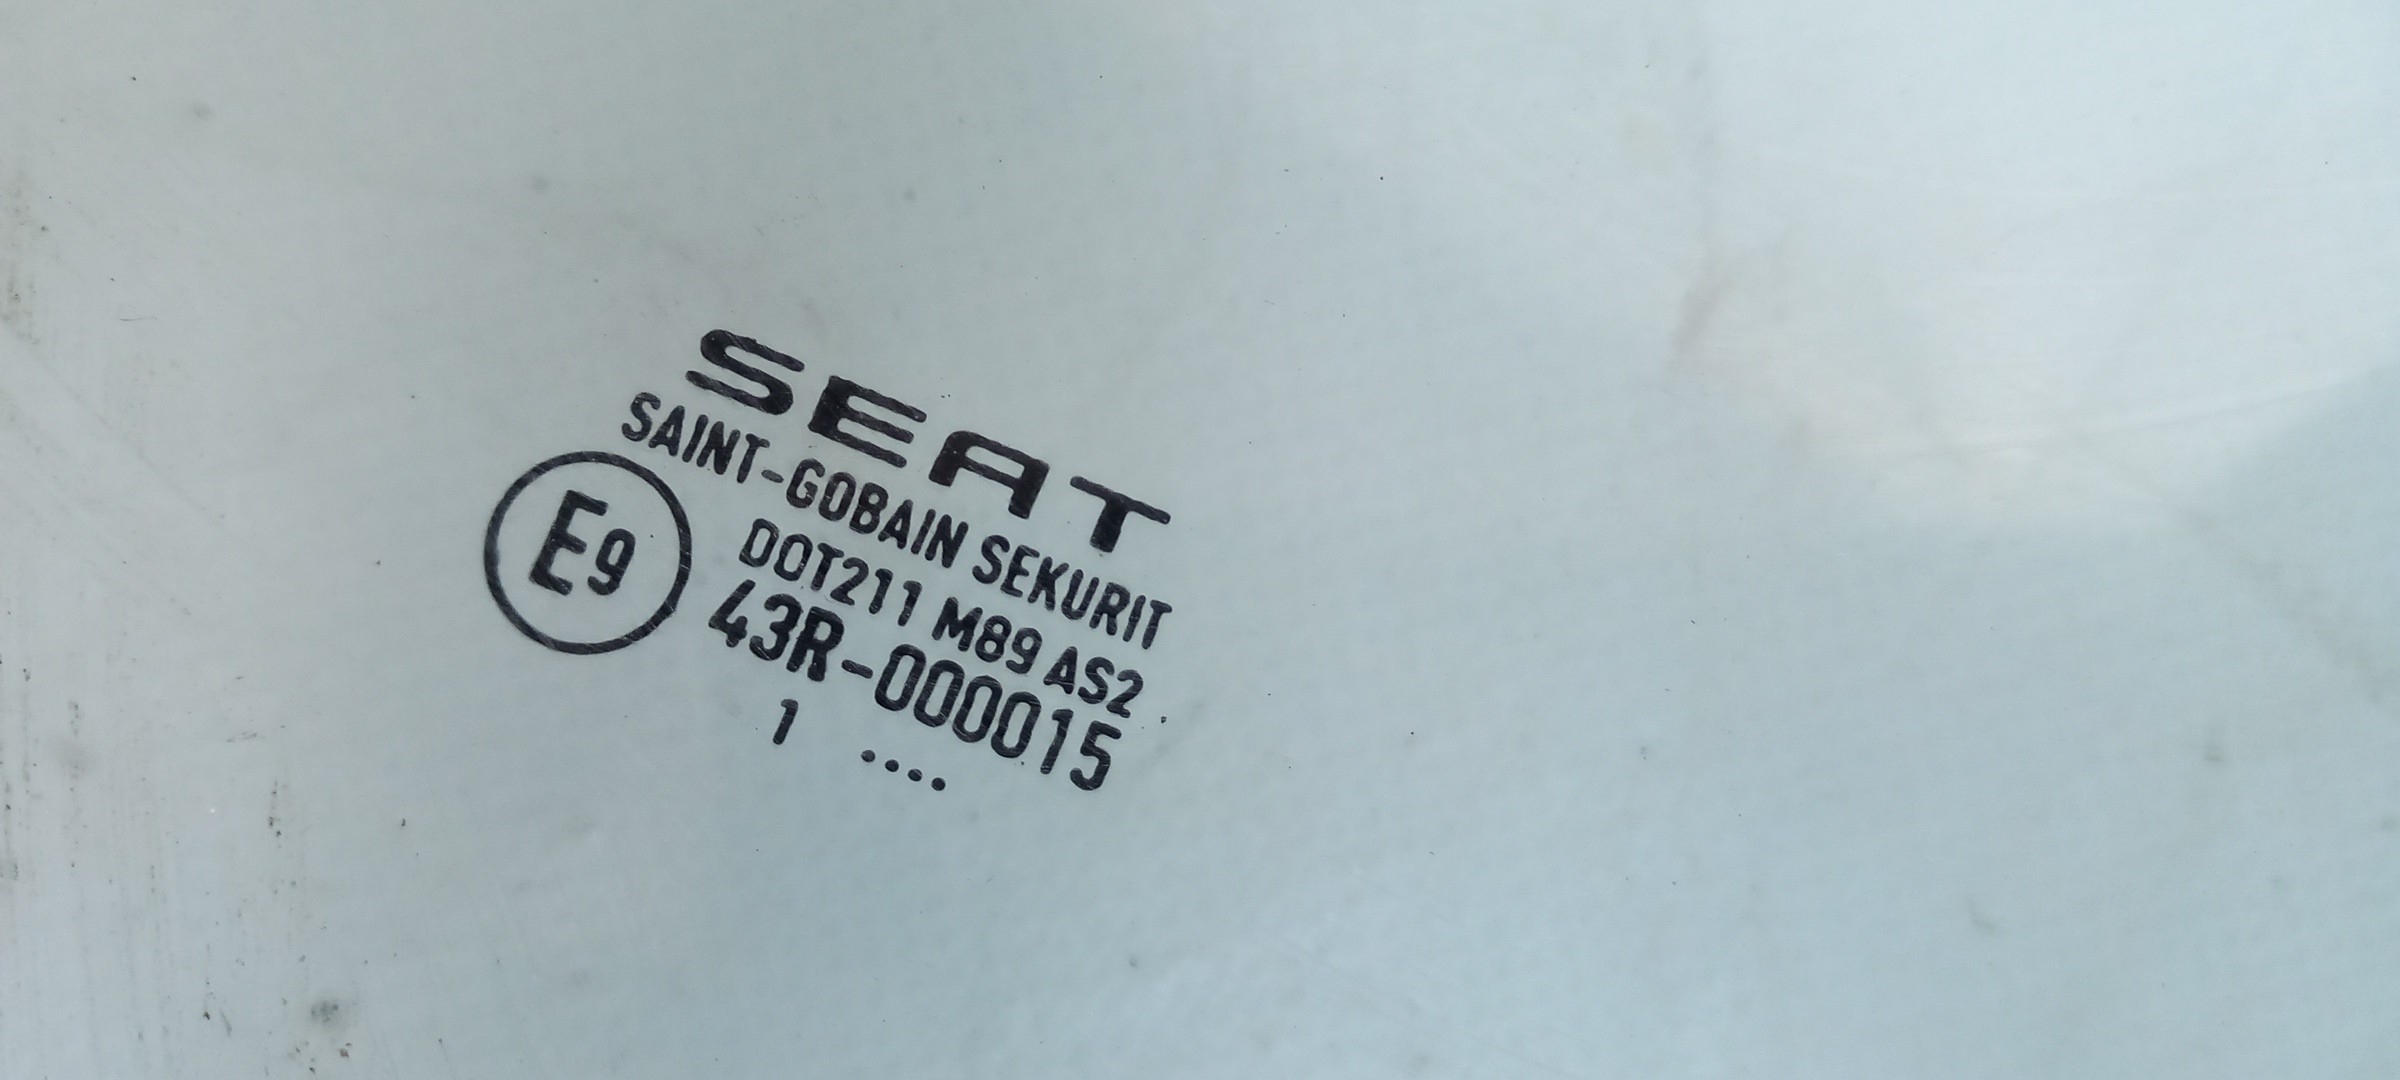 SEAT
SAINT-GOBAIN SEKURIT
E9
DOT211 M89 AS2
43R-000015
1 ....